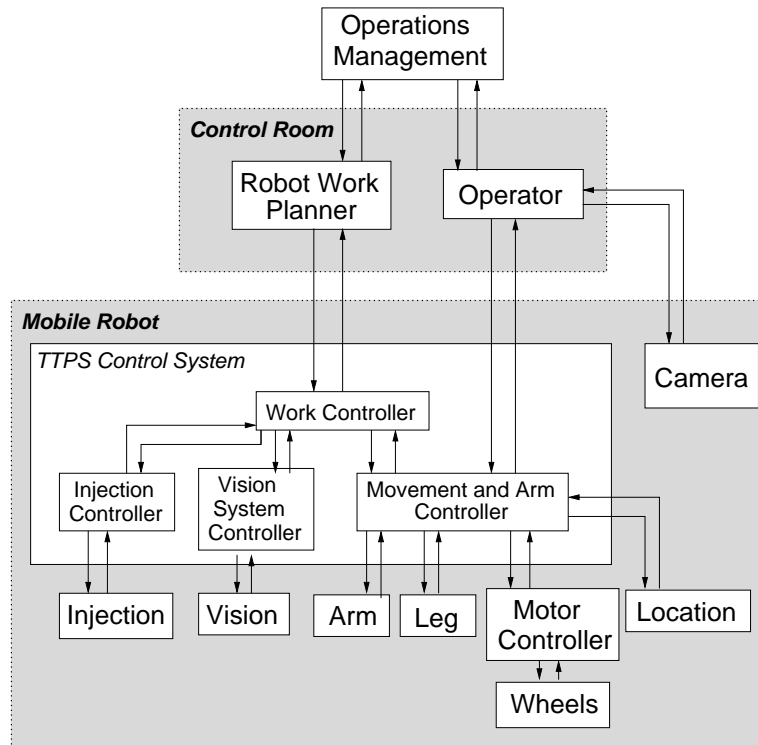 Operations
Management
Control Room
Robot Work
Planner
Operator
Mobile Robot
TTPS Control System
Camera
Work Controller
Injection
Controller
Vision
System
Controller
Movement and Arm
Controller
Injection
Vision
Arm
Leg
Motor
Controller
Location
Wheels